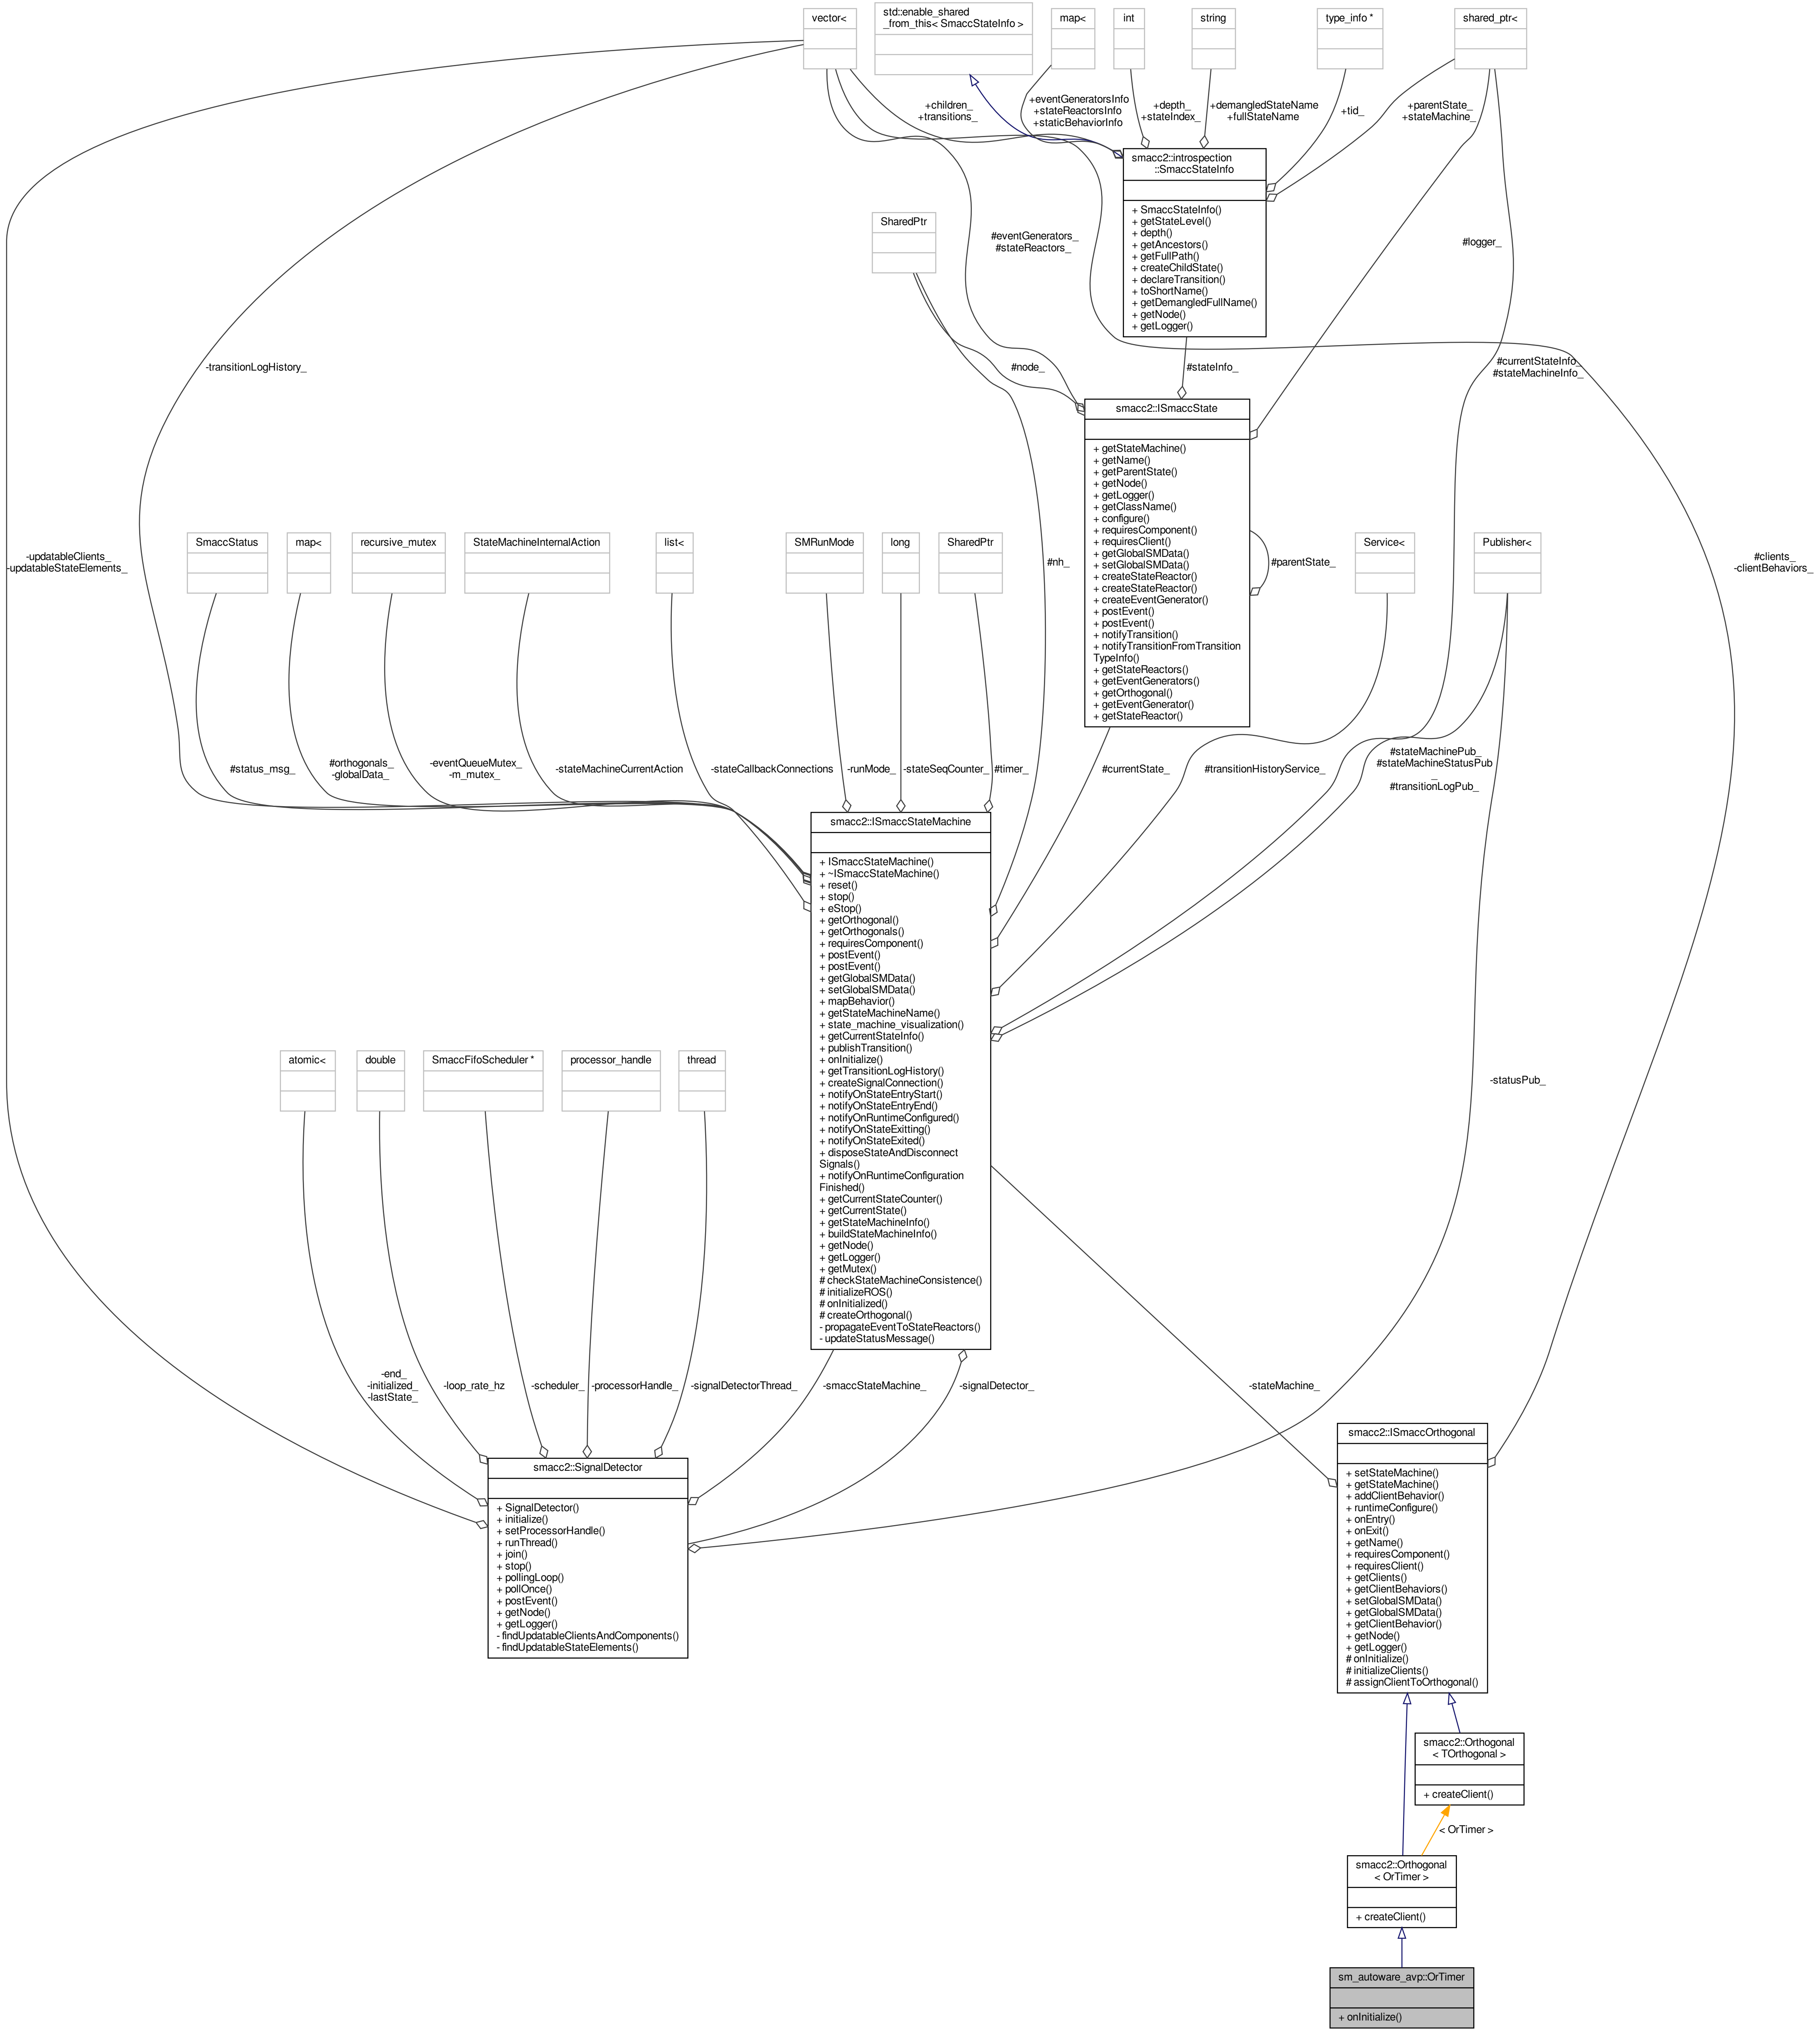 vector<
std::enable_shared
_from_this< SmaccStateInfo >
map<
int
string
type_info *
shared_ptr<
+children_
+transitions_
+eventGeneratorsInfo
+stateReactorsInfo
+staticBehaviorInfo
+depth_
+stateIndex_
+demangledStateName
+fullStateName
+tid_
+parentState_
+stateMachine_
smacc2::introspection
::SmaccStateInfo
+ SmaccStateInfo()
+ getStateLevel()
+ depth()
+ getAncestors()
+ getFullPath()
+ createChildState()
+ declareTransition()
+ toShortName()
+ getDemangledFullName()
+ getNode()
+ getLogger()
SharedPtr
#eventGenerators_
#stateReactors_
#logger_
-transitionLogHistory_
#node_
#stateInfo_
#currentStateInfo_
#stateMachineInfo_
smacc2::ISmaccState
+ getStateMachine()
+ getName()
+ getParentState()
+ getNode()
+ getLogger()
+ getClassName()
+ configure()
+ requiresComponent()
+ requiresClient()
+ getGlobalSMData()
+ setGlobalSMData()
+ createStateReactor()
+ createStateReactor()
+ createEventGenerator()
+ postEvent()
+ postEvent()
+ notifyTransition()
+ notifyTransitionFromTransition
TypeInfo()
+ getStateReactors()
+ getEventGenerators()
+ getOrthogonal()
+ getEventGenerator()
+ getStateReactor()
-updatableClients_
-updatableStateElements_
SmaccStatus
map<
recursive_mutex
StateMachineInternalAction
list<
SMRunMode
long
SharedPtr
#nh_
#parentState_
Service<
Publisher<
#clients_
-clientBehaviors_
#status_msg_
#orthogonals_
-globalData_
-eventQueueMutex_
-m_mutex_
-stateMachineCurrentAction
-stateCallbackConnections
-runMode_
-stateSeqCounter_
#timer_
#currentState_
#transitionHistoryService_
#stateMachinePub_
#stateMachineStatusPub
_
#transitionLogPub_
smacc2::ISmaccStateMachine
+ ISmaccStateMachine()
+ ~ISmaccStateMachine()
+ reset()
+ stop()
+ eStop()
+ getOrthogonal()
+ getOrthogonals()
+ requiresComponent()
+ postEvent()
+ postEvent()
+ getGlobalSMData()
+ setGlobalSMData()
+ mapBehavior()
+ getStateMachineName()
+ state_machine_visualization()
+ getCurrentStateInfo()
+ publishTransition()
+ onInitialize()
+ getTransitionLogHistory()
+ createSignalConnection()
+ notifyOnStateEntryStart()
+ notifyOnStateEntryEnd()
+ notifyOnRuntimeConfigured()
+ notifyOnStateExitting()
+ notifyOnStateExited()
+ disposeStateAndDisconnect
Signals()
+ notifyOnRuntimeConfiguration
Finished()
+ getCurrentStateCounter()
+ getCurrentState()
+ getStateMachineInfo()
+ buildStateMachineInfo()
+ getNode()
+ getLogger()
+ getMutex()
# checkStateMachineConsistence()
# initializeROS()
# onInitialized()
# createOrthogonal()
- propagateEventToStateReactors()
- updateStatusMessage()
atomic<
double
SmaccFifoScheduler *
processor_handle
thread
-statusPub_
-end_
-initialized_
-lastState_
-loop_rate_hz
-scheduler_
-processorHandle_
-signalDetectorThread_
-smaccStateMachine_
-signalDetector_
-stateMachine_
smacc2::SignalDetector
+ SignalDetector()
+ initialize()
+ setProcessorHandle()
+ runThread()
+ join()
+ stop()
+ pollingLoop()
+ pollOnce()
+ postEvent()
+ getNode()
+ getLogger()
- findUpdatableClientsAndComponents()
- findUpdatableStateElements()
smacc2::ISmaccOrthogonal
+ setStateMachine()
+ getStateMachine()
+ addClientBehavior()
+ runtimeConfigure()
+ onEntry()
+ onExit()
+ getName()
+ requiresComponent()
+ requiresClient()
+ getClients()
+ getClientBehaviors()
+ setGlobalSMData()
+ getGlobalSMData()
+ getClientBehavior()
+ getNode()
+ getLogger()
# onInitialize()
# initializeClients()
# assignClientToOrthogonal()
smacc2::Orthogonal
< TOrthogonal >
+ createClient()
< OrTimer >
smacc2::Orthogonal
< OrTimer >
+ createClient()
sm_autoware_avp::OrTimer
+ onInitialize()